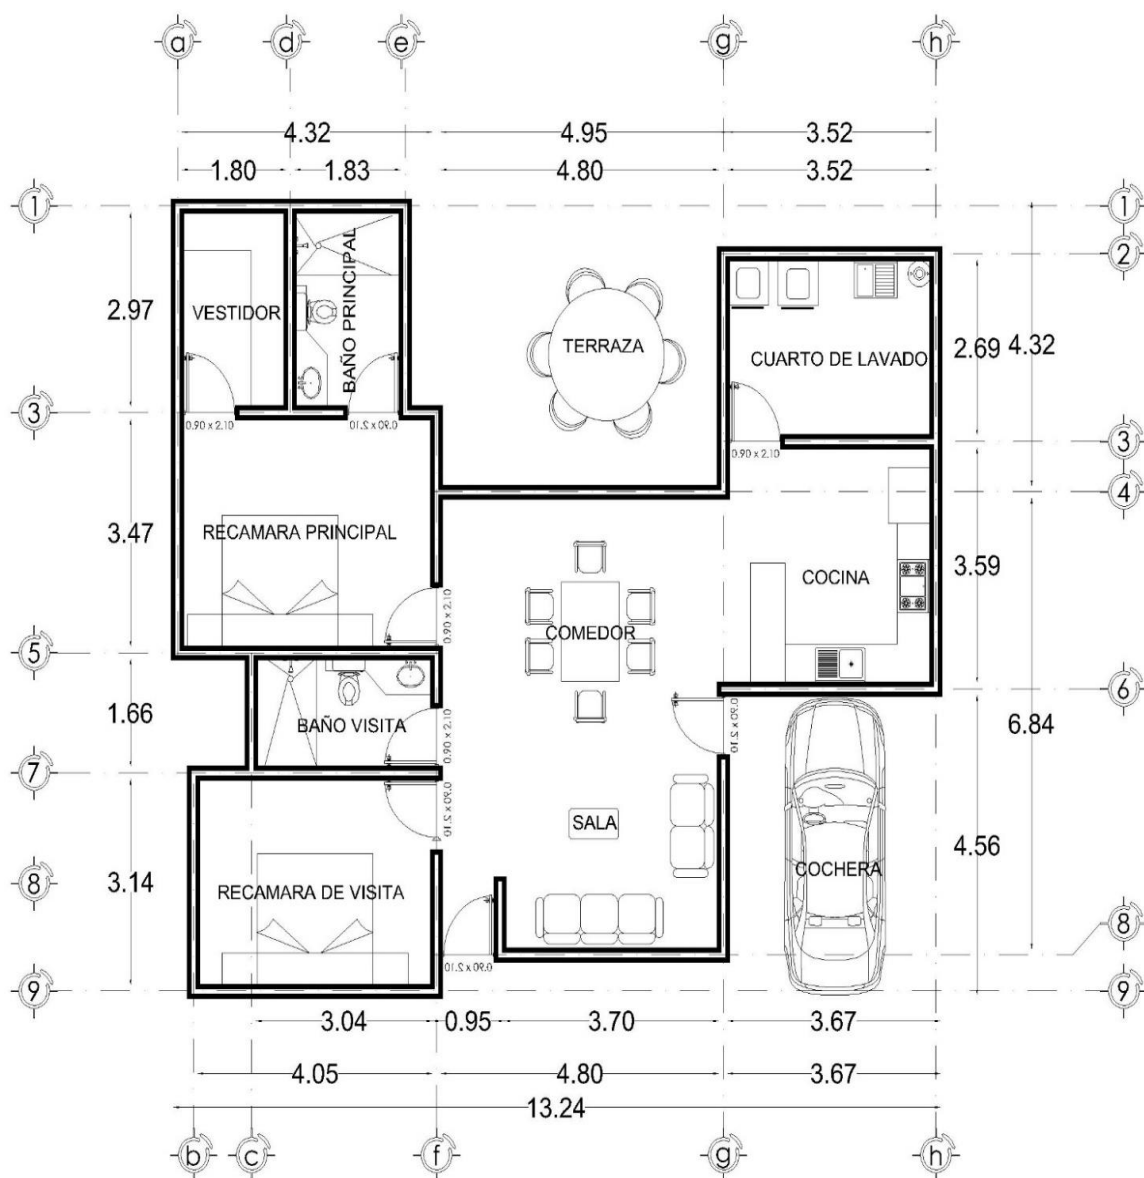 a d e g h
4.32 4.95 3.52
1.80 1.83 4.80 3.52
1 1
2
2.97 VESTIDOR BAÑO PRINCIPAL TERRAZA CUARTO DE LAVADO 2.69 4.32
3 0.90 x 2.10 0.90 x 2.10
0.90 x 2.10 3
4
3.47 RECAMARA PRINCIPAL 0.90 x 2.10 COMEDOR COCINA 3.59
5
6
1.66 BAÑO VISITA 0.90 x 2.10 0.90 x 2.10 6.84
7
0.90 x 2.10 SALA
3.14 RECAMARA DE VISITA COCHERA 4.56
8
8
0.90 x 2.10
9 9
3.04 0.95 3.70 3.67
4.05 4.80 3.67
13.24
b c f g h